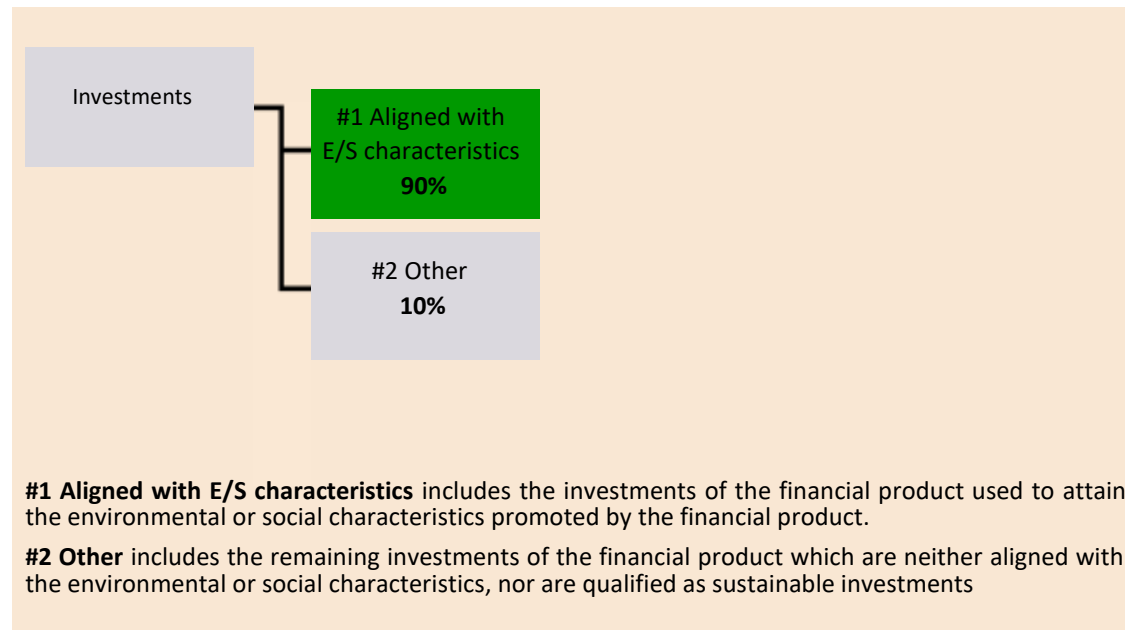 Investments
#1 Aligned with
E/S characteristics
90%
#2 Other
10%
#1 Aligned with E/S characteristics includes the investments of the financial product used to attain
the environmental or social characteristics promoted by the financial product.
#2 Other includes the remaining investments of the financial product which are neither aligned with
the environmental or social characteristics, nor are qualified as sustainable investments